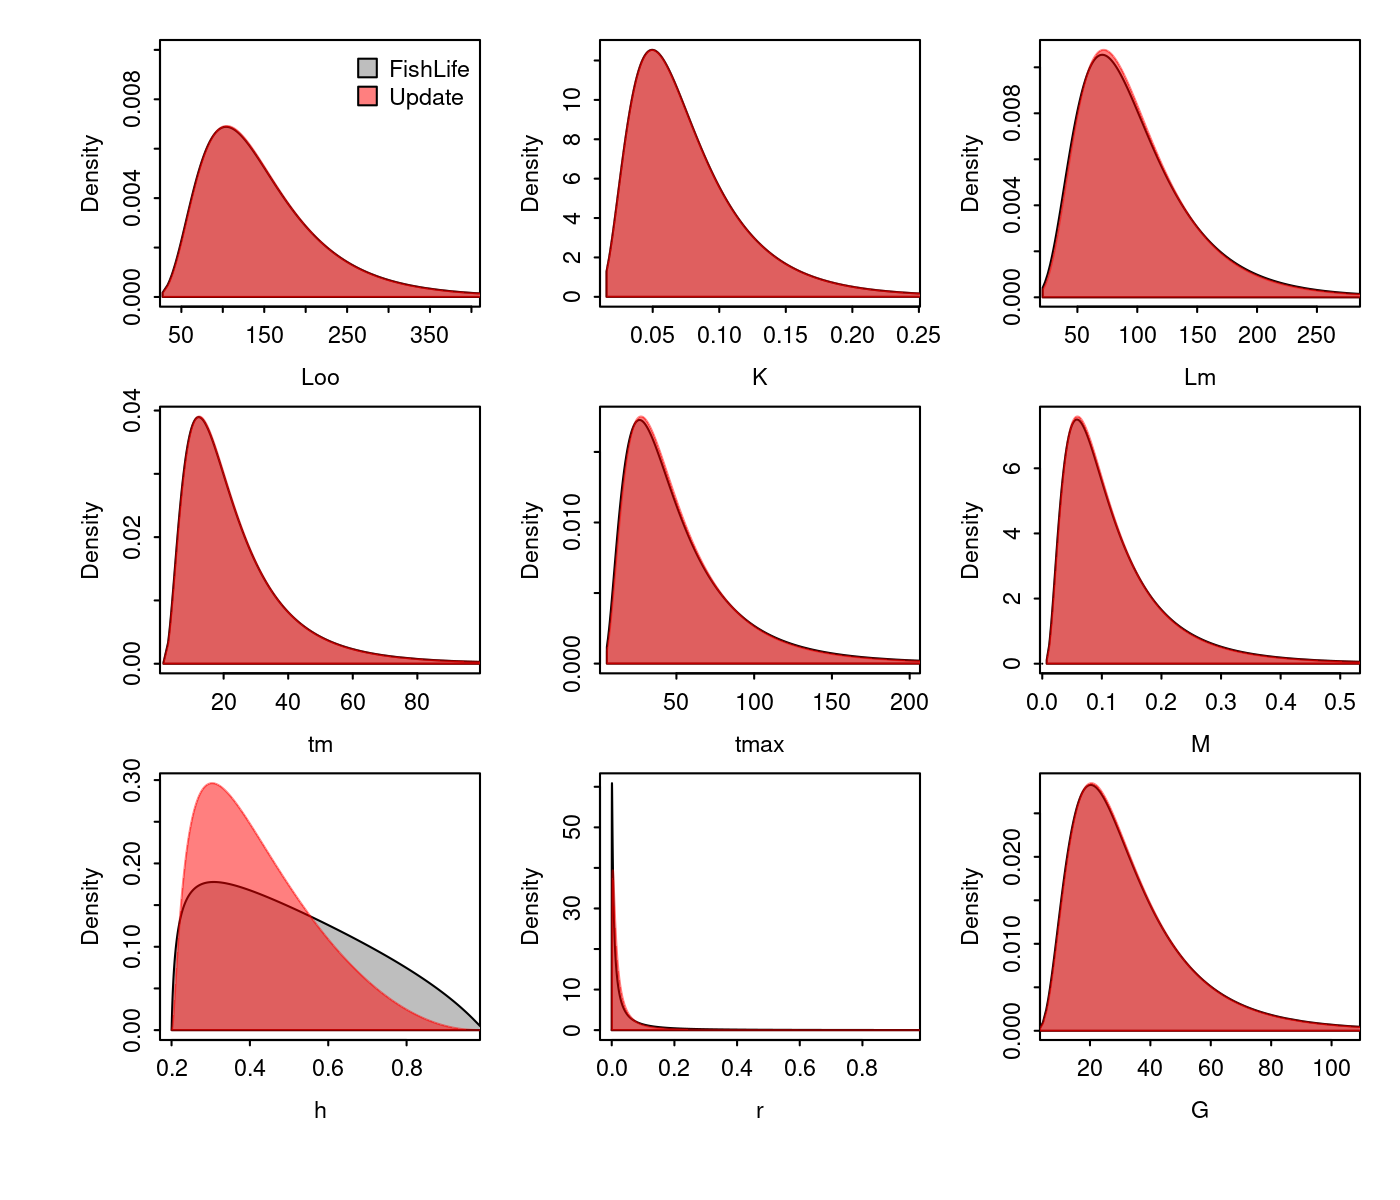 FishLife
Update
Density
0.000 0.004 0.008
50 150 250 350
Loo
Density
0 2 4 6 8 10
0.05 0.10 0.15 0.20 0.25
K
Density
0.000 0.004 0.008
50 100 150 200 250
Lm
Density
0.00 0.02 0.04
20 40 60 80
tm
Density
0.000 0.010
50 100 150 200
tmax
Density
0 2 4 6
0.0 0.1 0.2 0.3 0.4 0.5
M
Density
0.00 0.10 0.20 0.30
0.2 0.4 0.6 0.8
h
Density
0 10 30 50
0.0 0.2 0.4 0.6 0.8
r
Density
0.000 0.010 0.020
20 40 60 80 100
G